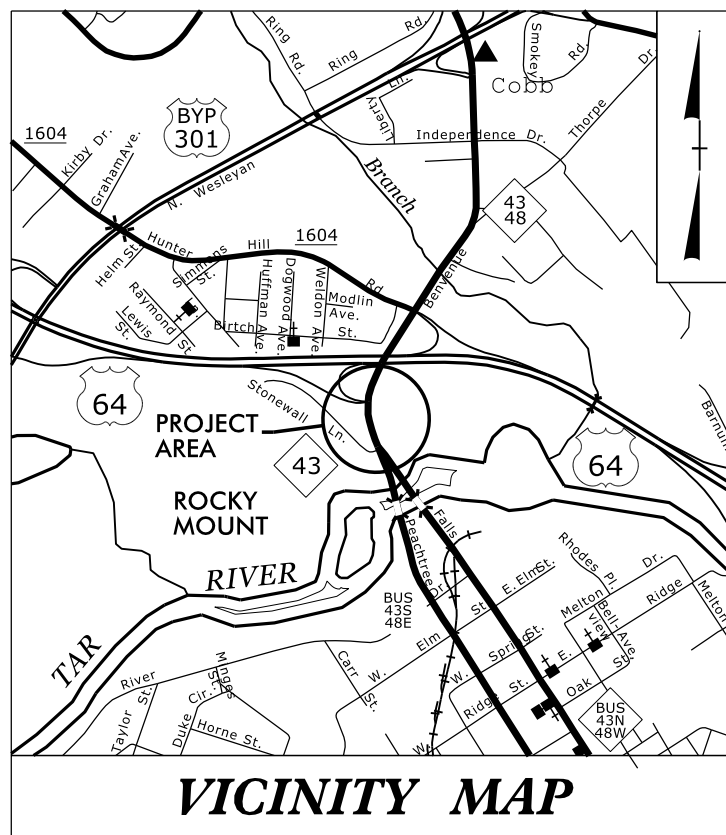 Ring Rd.
Ring Rd.
Smokey Rd.
Dr.
Thorpe
Cobb
Liberty Ln.
BYP
301
1604
Kirby Dr.
Graham Ave.
Independence Dr.
Branch
N. Wesleyan
43
48
1604
Hunter Hill Rd.
Helm St.
Simmons St.
Benvenue
Huffman Ave.
Dogwood Ave.
Weldon Ave.
Modlin Ave.
Raymond St.
Lewis St.
Birtch St.
64
Stonewall Ln.
PROJECT
AREA
43
64
Barnum
ROCKY
MOUNT
Falls
Peachtree
RIVER
TAR
BUS
43S
48E
Dr.
E. Elm St.
St.
Rhodes Pl.
Melton Dr.
Ridge
Melton
Bell-Ave.
view
Elm
W.
Spring St.
W.
E.
Ridge St.
Oak St.
Carr St.
River
Minges St.
Cir.
Duke
Taylor St.
Horne St.
W.
BUS
43N
48W
VICINITY MAP